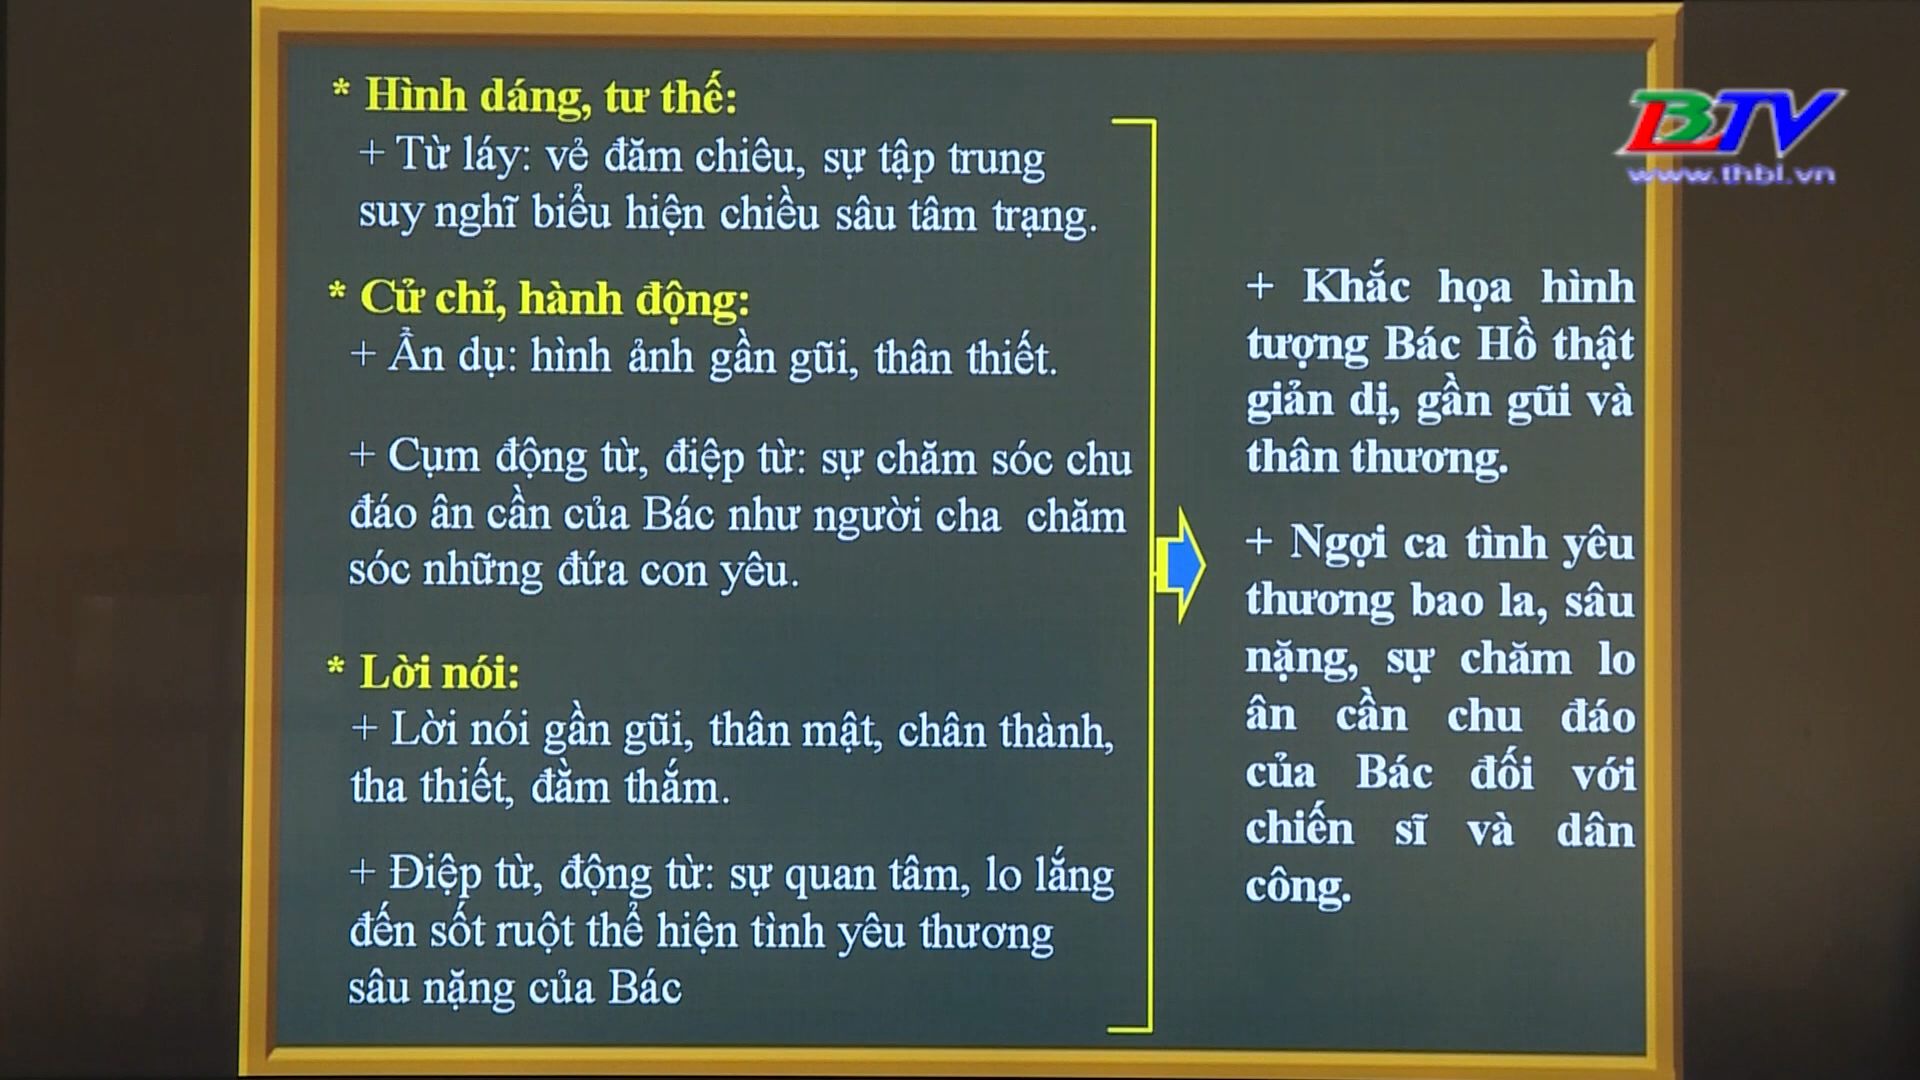 * Hình dáng, tư thế:
+ Từ láy: vẻ đăm chiêu, sự tập trung
suy nghĩ biểu hiện chiều sâu tâm trạng.
* Cử chỉ, hành động:
+ Ẩn dụ: hình ảnh gần gũi, thân thiết.
+ Cụm động từ, điệp từ: sự chăm sóc chu
đáo ân cần của Bác như người cha chăm
sóc những đứa con yêu.
* Lời nói:
+ Lời nói gần gũi, thân mật, chân thành,
tha thiết, đằm thắm.
+ Điệp từ, động từ: sự quan tâm, lo lắng
đến sốt ruột thể hiện tình yêu thương
sâu nặng của Bác
+ Khắc họa hình
tượng Bác Hồ thật
giản dị, gần gũi và
thân thương.
+ Ngợi ca tình yêu
thương bao la, sâu
nặng, sự chăm lo
ân cần chu đáo
của Bác đối với
chiến sĩ và dân
công.
BTV
www.thbl.vn